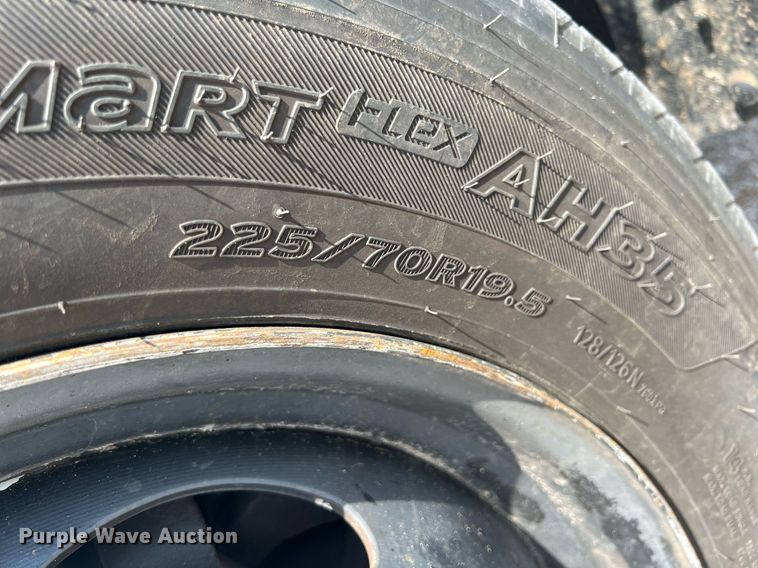 MART FLEX AH35
225/70R19.5
128/126N
Purple Wave Auction